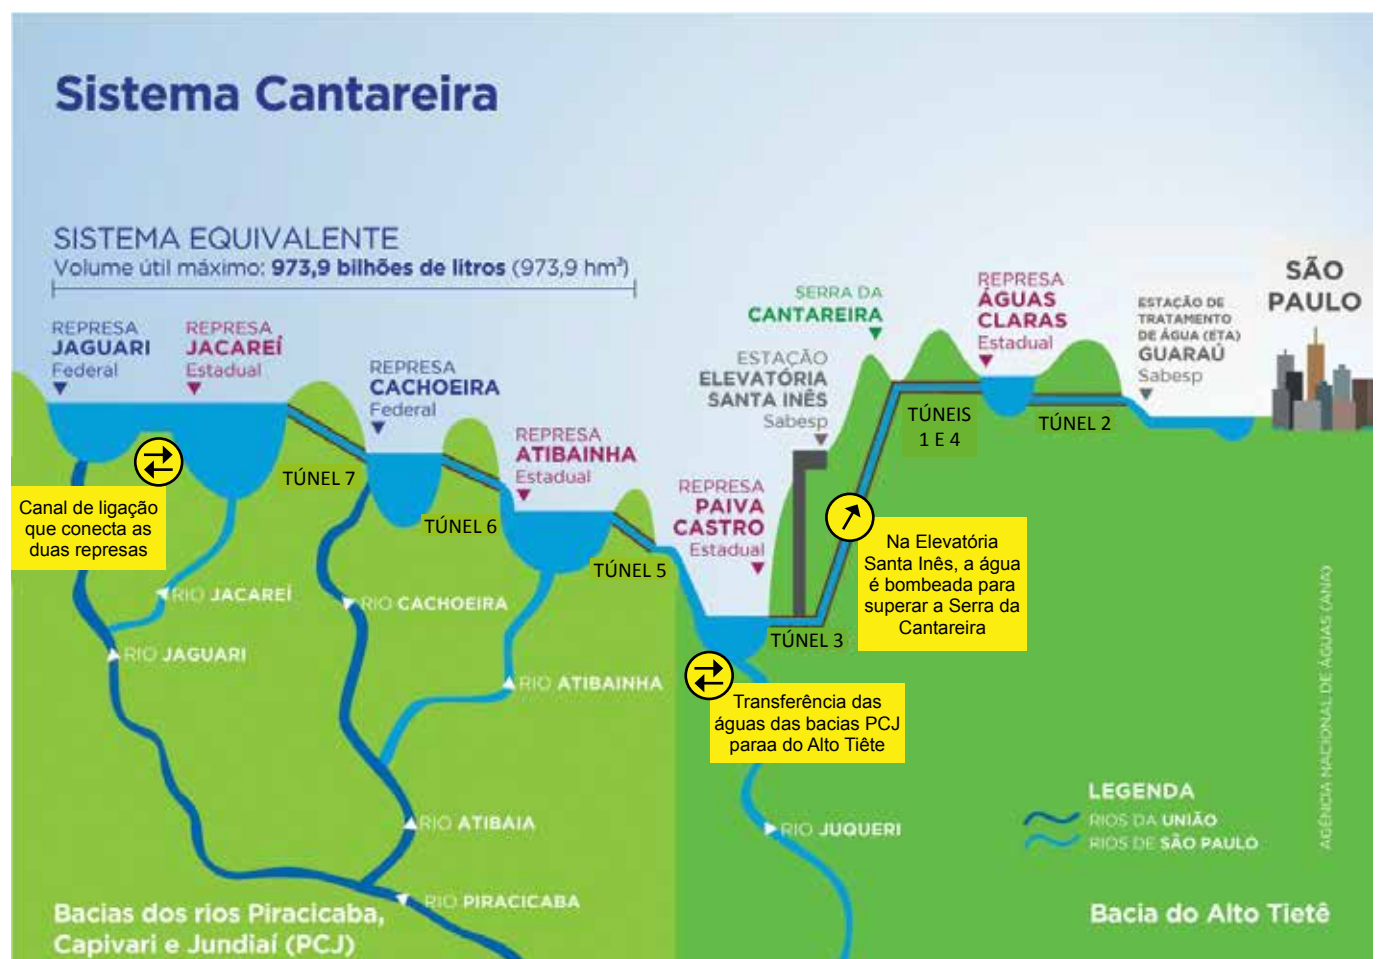 Sistema Cantareira
SISTEMA EQUIVALENTE
Volume útil máximo: 973,9 bilhões de litros (973,9 hm³)
REPRESA
JAGUARI
Federal
REPRESA
JACAREÍ
Estadual
REPRESA
CACHOEIRA
Federal
REPRESA
ATIBAINHA
Estadual
REPRESA
PAIVA
CASTRO
Estadual
ESTAÇÃO
ELEVATÓRIA
SANTA INÊS
Sabesp
SERRA DA
CANTAREIRA
REPRESA
ÁGUAS
CLARAS
Estadual
ESTAÇÃO DE
TRATAMENTO
DE ÁGUA (ETA)
GUARAÚ
Sabesp
SÃO
PAULO
TÚNEL 7
TÚNEL 6
TÚNEL 5
TÚNEL 3
TÚNEIS
1 E 4
TÚNEL 2
Canal de ligação
que conecta as
duas represas
Na Elevatória
Santa Inês, a água
é bombeada para
superar a Serra da
Cantareira
Transferência das
águas das bacias PCJ
paraa do Alto Tiête
RIO JACAREÍ
RIO JAGUARI
RIO CACHOEIRA
RIO ATIBAINHA
RIO ATIBAIA
RIO PIRACICABA
RIO JUQUERI
LEGENDA
RIOS DA UNIÃO
RIOS DE SÃO PAULO
Bacias dos rios Piracicaba,
Capivari e Jundiaí (PCJ)
Bacia do Alto Tietê
AGÊNCIA NACIONAL DE ÁGUAS (ANA)